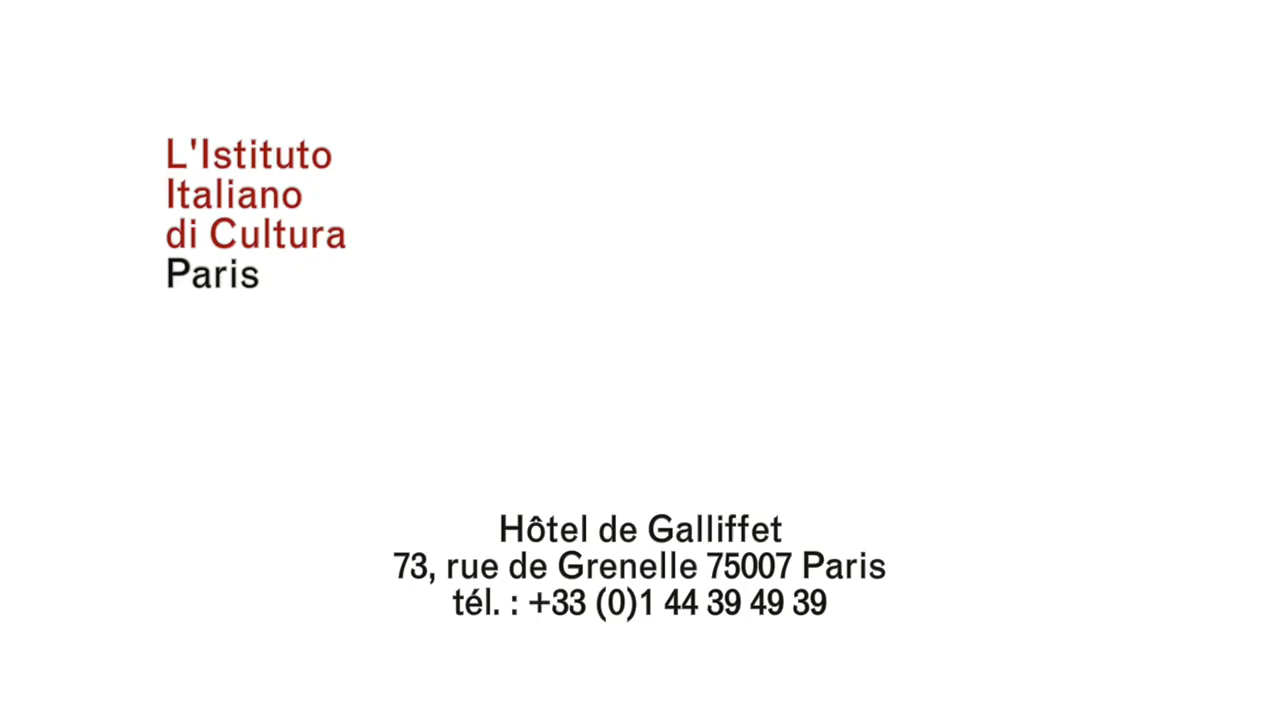 L'Istituto
Italiano
di Cultura
Paris
Hôtel de Galliffet
73, rue de Grenelle 75007 Paris
tél. : +33 (0)1 44 39 49 39